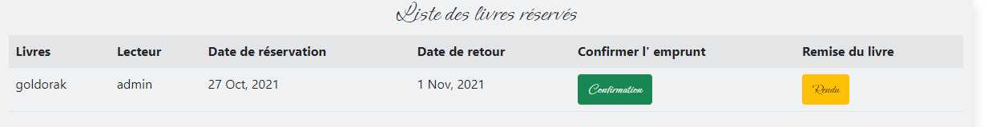 Liste des livres réservés
Livres Lecteur Date de réservation Date de retour Confirmer l' emprunt Remise du livre
goldorak admin 27 Oct, 2021 1 Nov, 2021 Confirmation Rendu